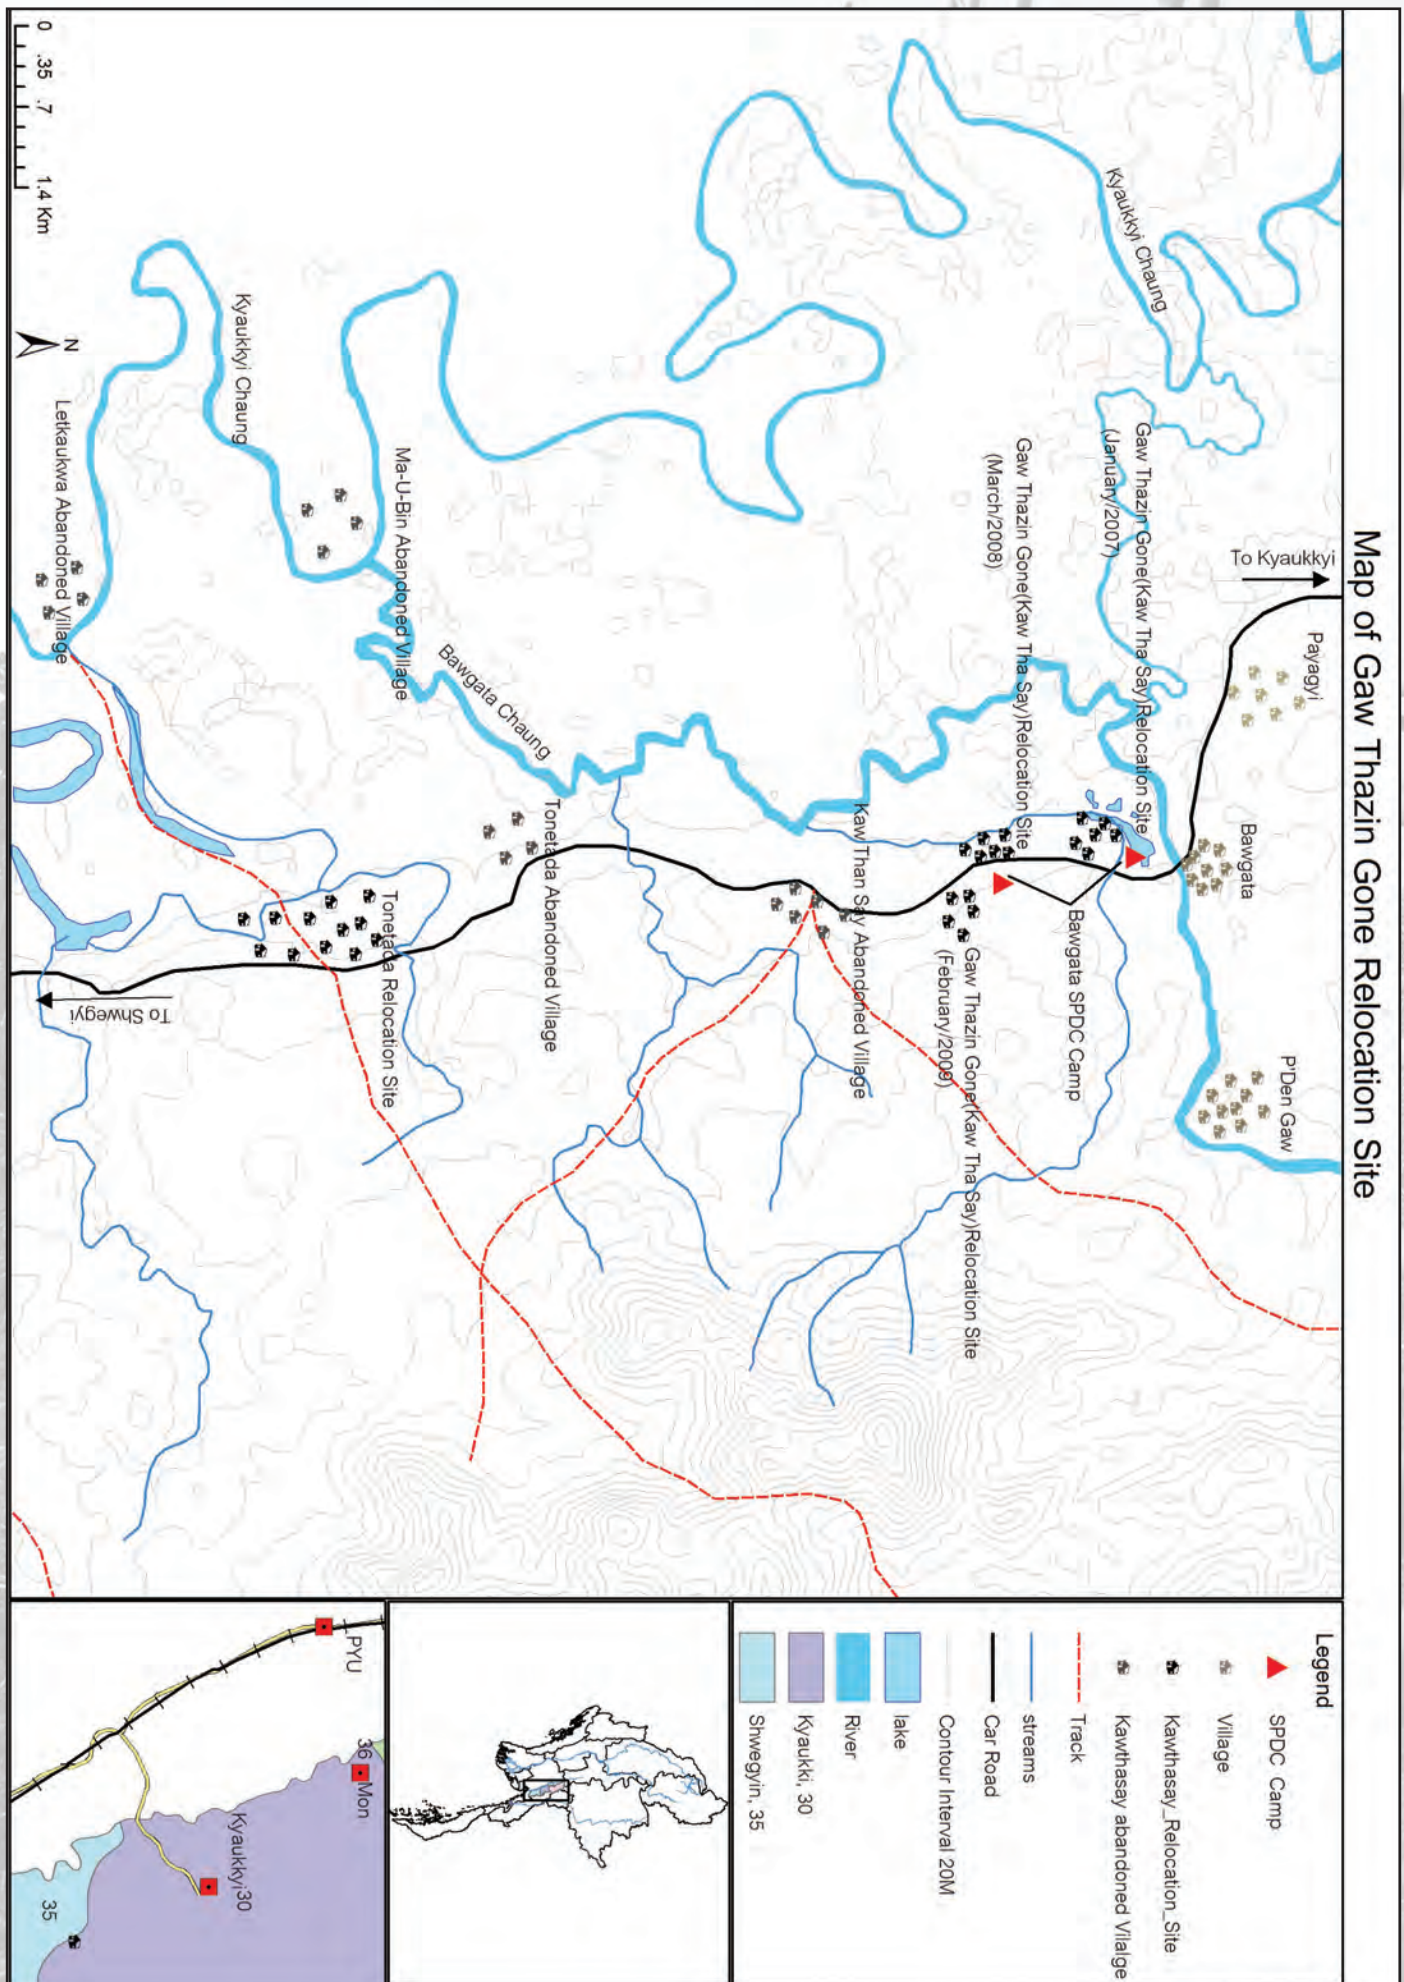 Map of Gaw Thazin Gone Relocation Site
To Kyaukkyi
Payagyi
Bawgata
P'Den Gaw
Kyaukkyi Chaung
Gaw Thazin Gone(Kaw Tha Say)Relocation Site
(January/2007)
Gaw Thazin Gone(Kaw Tha Say)Relocation Site
(March/2008)
Bawgata SPDC Camp
Gaw Thazin Gone(Kaw Tha Say)Relocation Site
(February/2009)
Kaw Than Say Abandoned Village
Bawgata Chaung
Tonetada Abandoned Village
Ma-U-Bin Abandoned Village
Tonetada Relocation Site
Kyaukkyi Chaung
Letkaukwa Abandoned Village
To Shwegyi
N
0 .35 .7 1.4 Km
Legend
SPDC Camp
Village
Kawthasay_Relocation_Site
Kawthasay abandoned Vilalge
Track
streams
Car Road
Contour Interval 20M
lake
River
Kyaukki, 30
Shwegyin, 35
PYU
36
Mon
Kyaukkyi
30
35